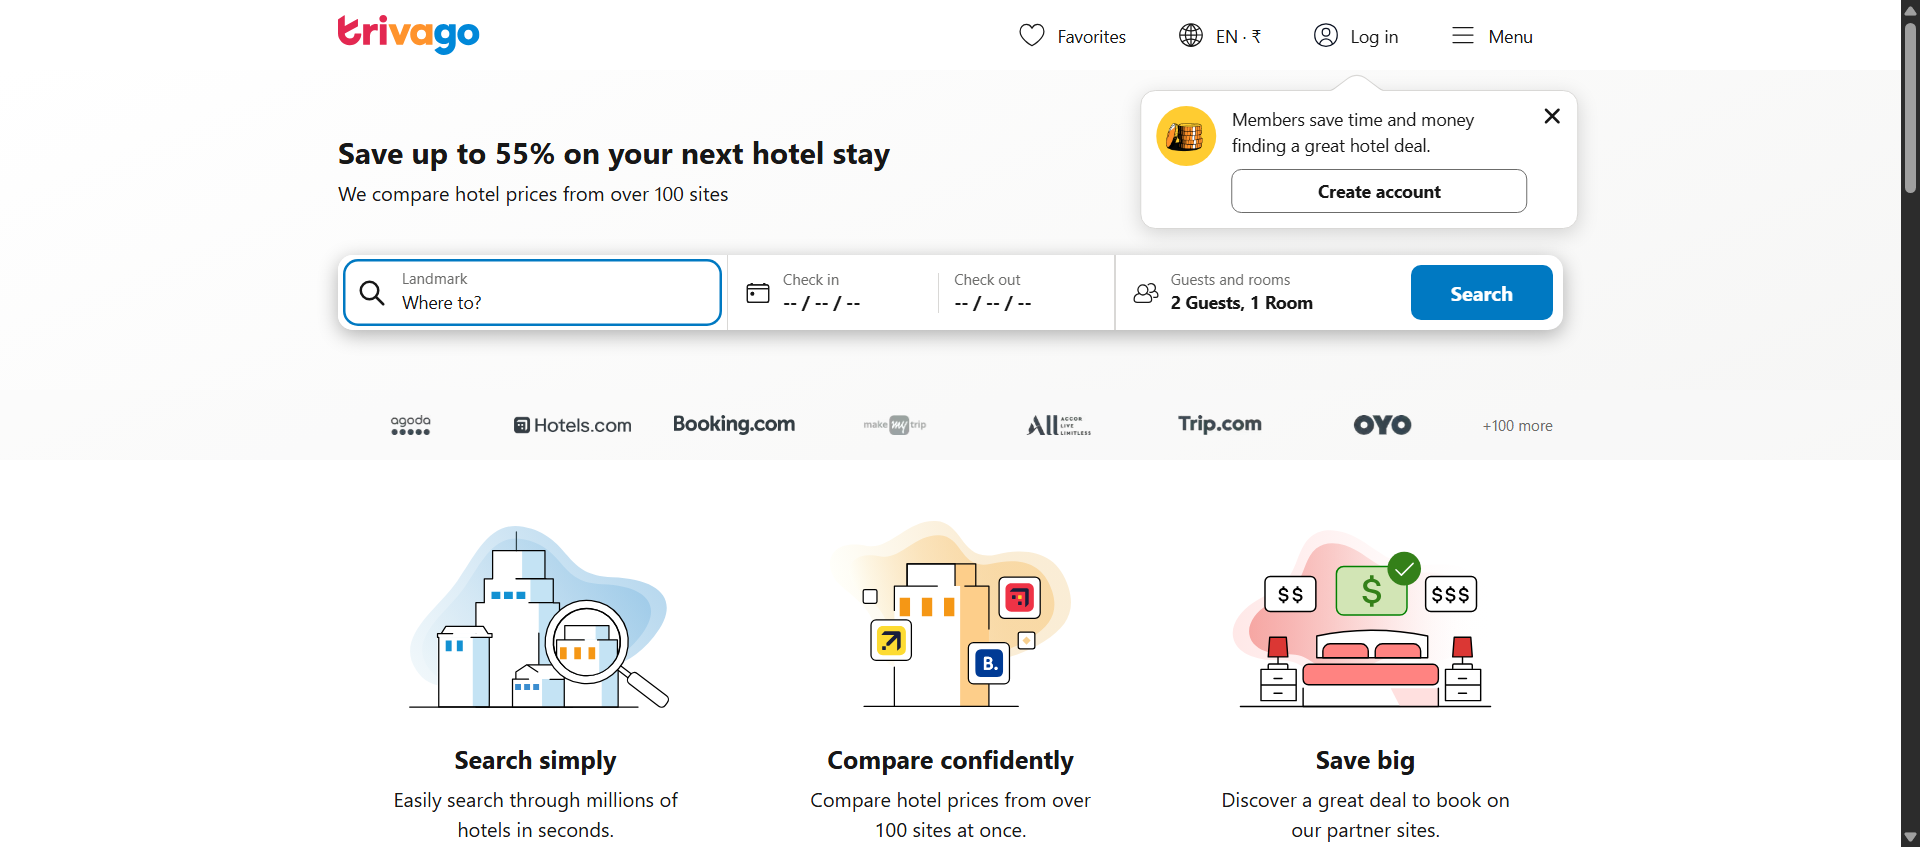 trivago
Favorites
EN · ₹
Log in
Menu
Members save time and money
finding a great hotel deal.
Create account
Save up to 55% on your next hotel stay
We compare hotel prices from over 100 sites
Landmark
Where to?
Check in
-- / -- / --
Check out
-- / -- / --
Guests and rooms
2 Guests, 1 Room
Search
agoda
Hotels.com
Booking.com
make my trip
All ACCOR LIVE LIMITLESS
Trip.com
OYO
+100 more
B.
$$
$
$$$
Search simply
Easily search through millions of
hotels in seconds.
Compare confidently
Compare hotel prices from over
100 sites at once.
Save big
Discover a great deal to book on
our partner sites.